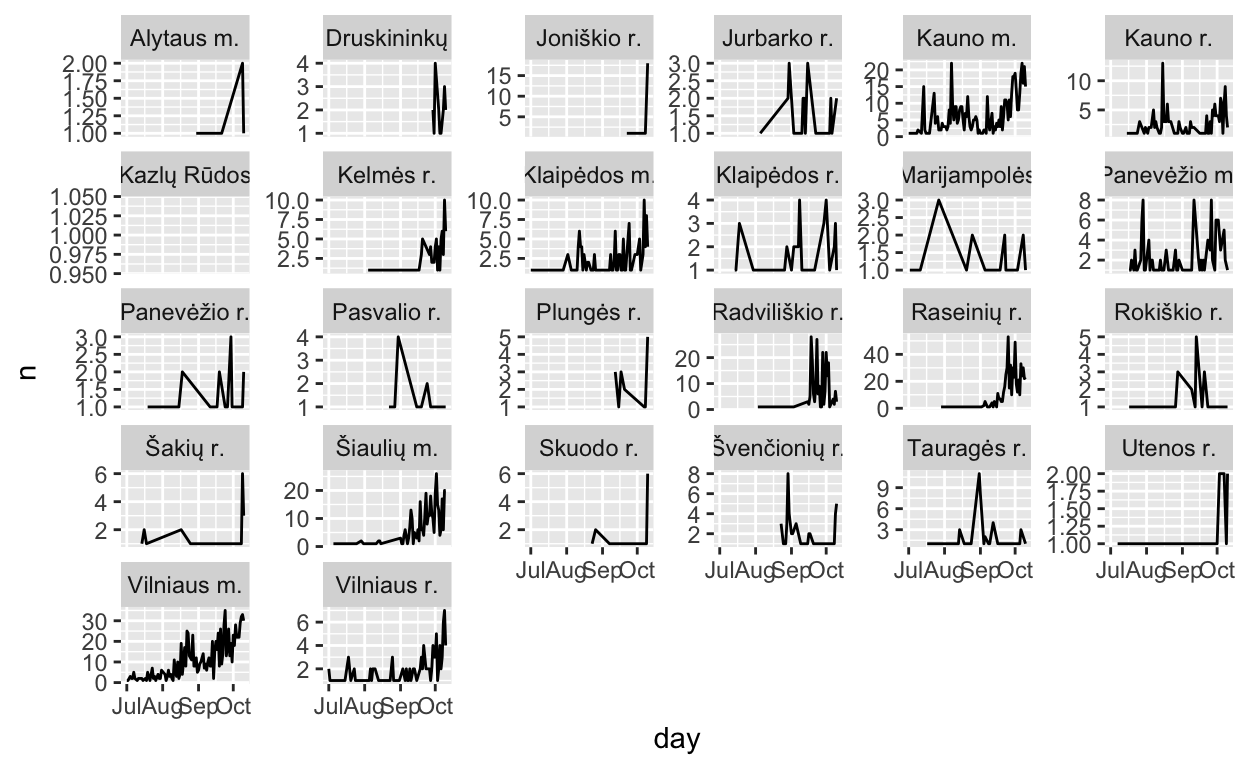 Alytaus m. Druskininkų Joniškio r. Jurbarko r. Kauno m. Kauno r.
2.00 1.75 1.50 1.25 1.00
4 3 2 1
15 10 5
3.0 2.5 2.0 1.5 1.0
20 15 10 5 0
10 5
Kazlų Rūdos Kelmės r. Klaipėdos m. Klaipėdos r. Marijampolės Panevėžio m
1.050 1.025 1.000 0.975 0.950
10.0 7.5 5.0 2.5
10.0 7.5 5.0 2.5
4 3 2 1
3.0 2.5 2.0 1.5 1.0
8 6 4 2
Panevėžio r. Pasvalio r. Plungės r. Radviliškio r. Raseinių r. Rokiškio r.
3.0 2.5 2.0 1.5 1.0
4 3 2 1
5 4 3 2 1
20 10 0
40 20 0
5 4 3 2 1
Šakių r. Šiaulių m. Skuodo r. Švenčionių r. Tauragės r. Utenos r.
6 4 2
20 10 0
6 4 2
8 6 4 2
9 6 3
2.00 1.75 1.50 1.25 1.00
Jul Aug Sep Oct Jul Aug Sep Oct Jul Aug Sep Oct Jul Aug Sep Oct
Vilniaus m. Vilniaus r.
30 20 10 0
6 4 2
Jul Aug Sep Oct Jul Aug Sep Oct
n
day